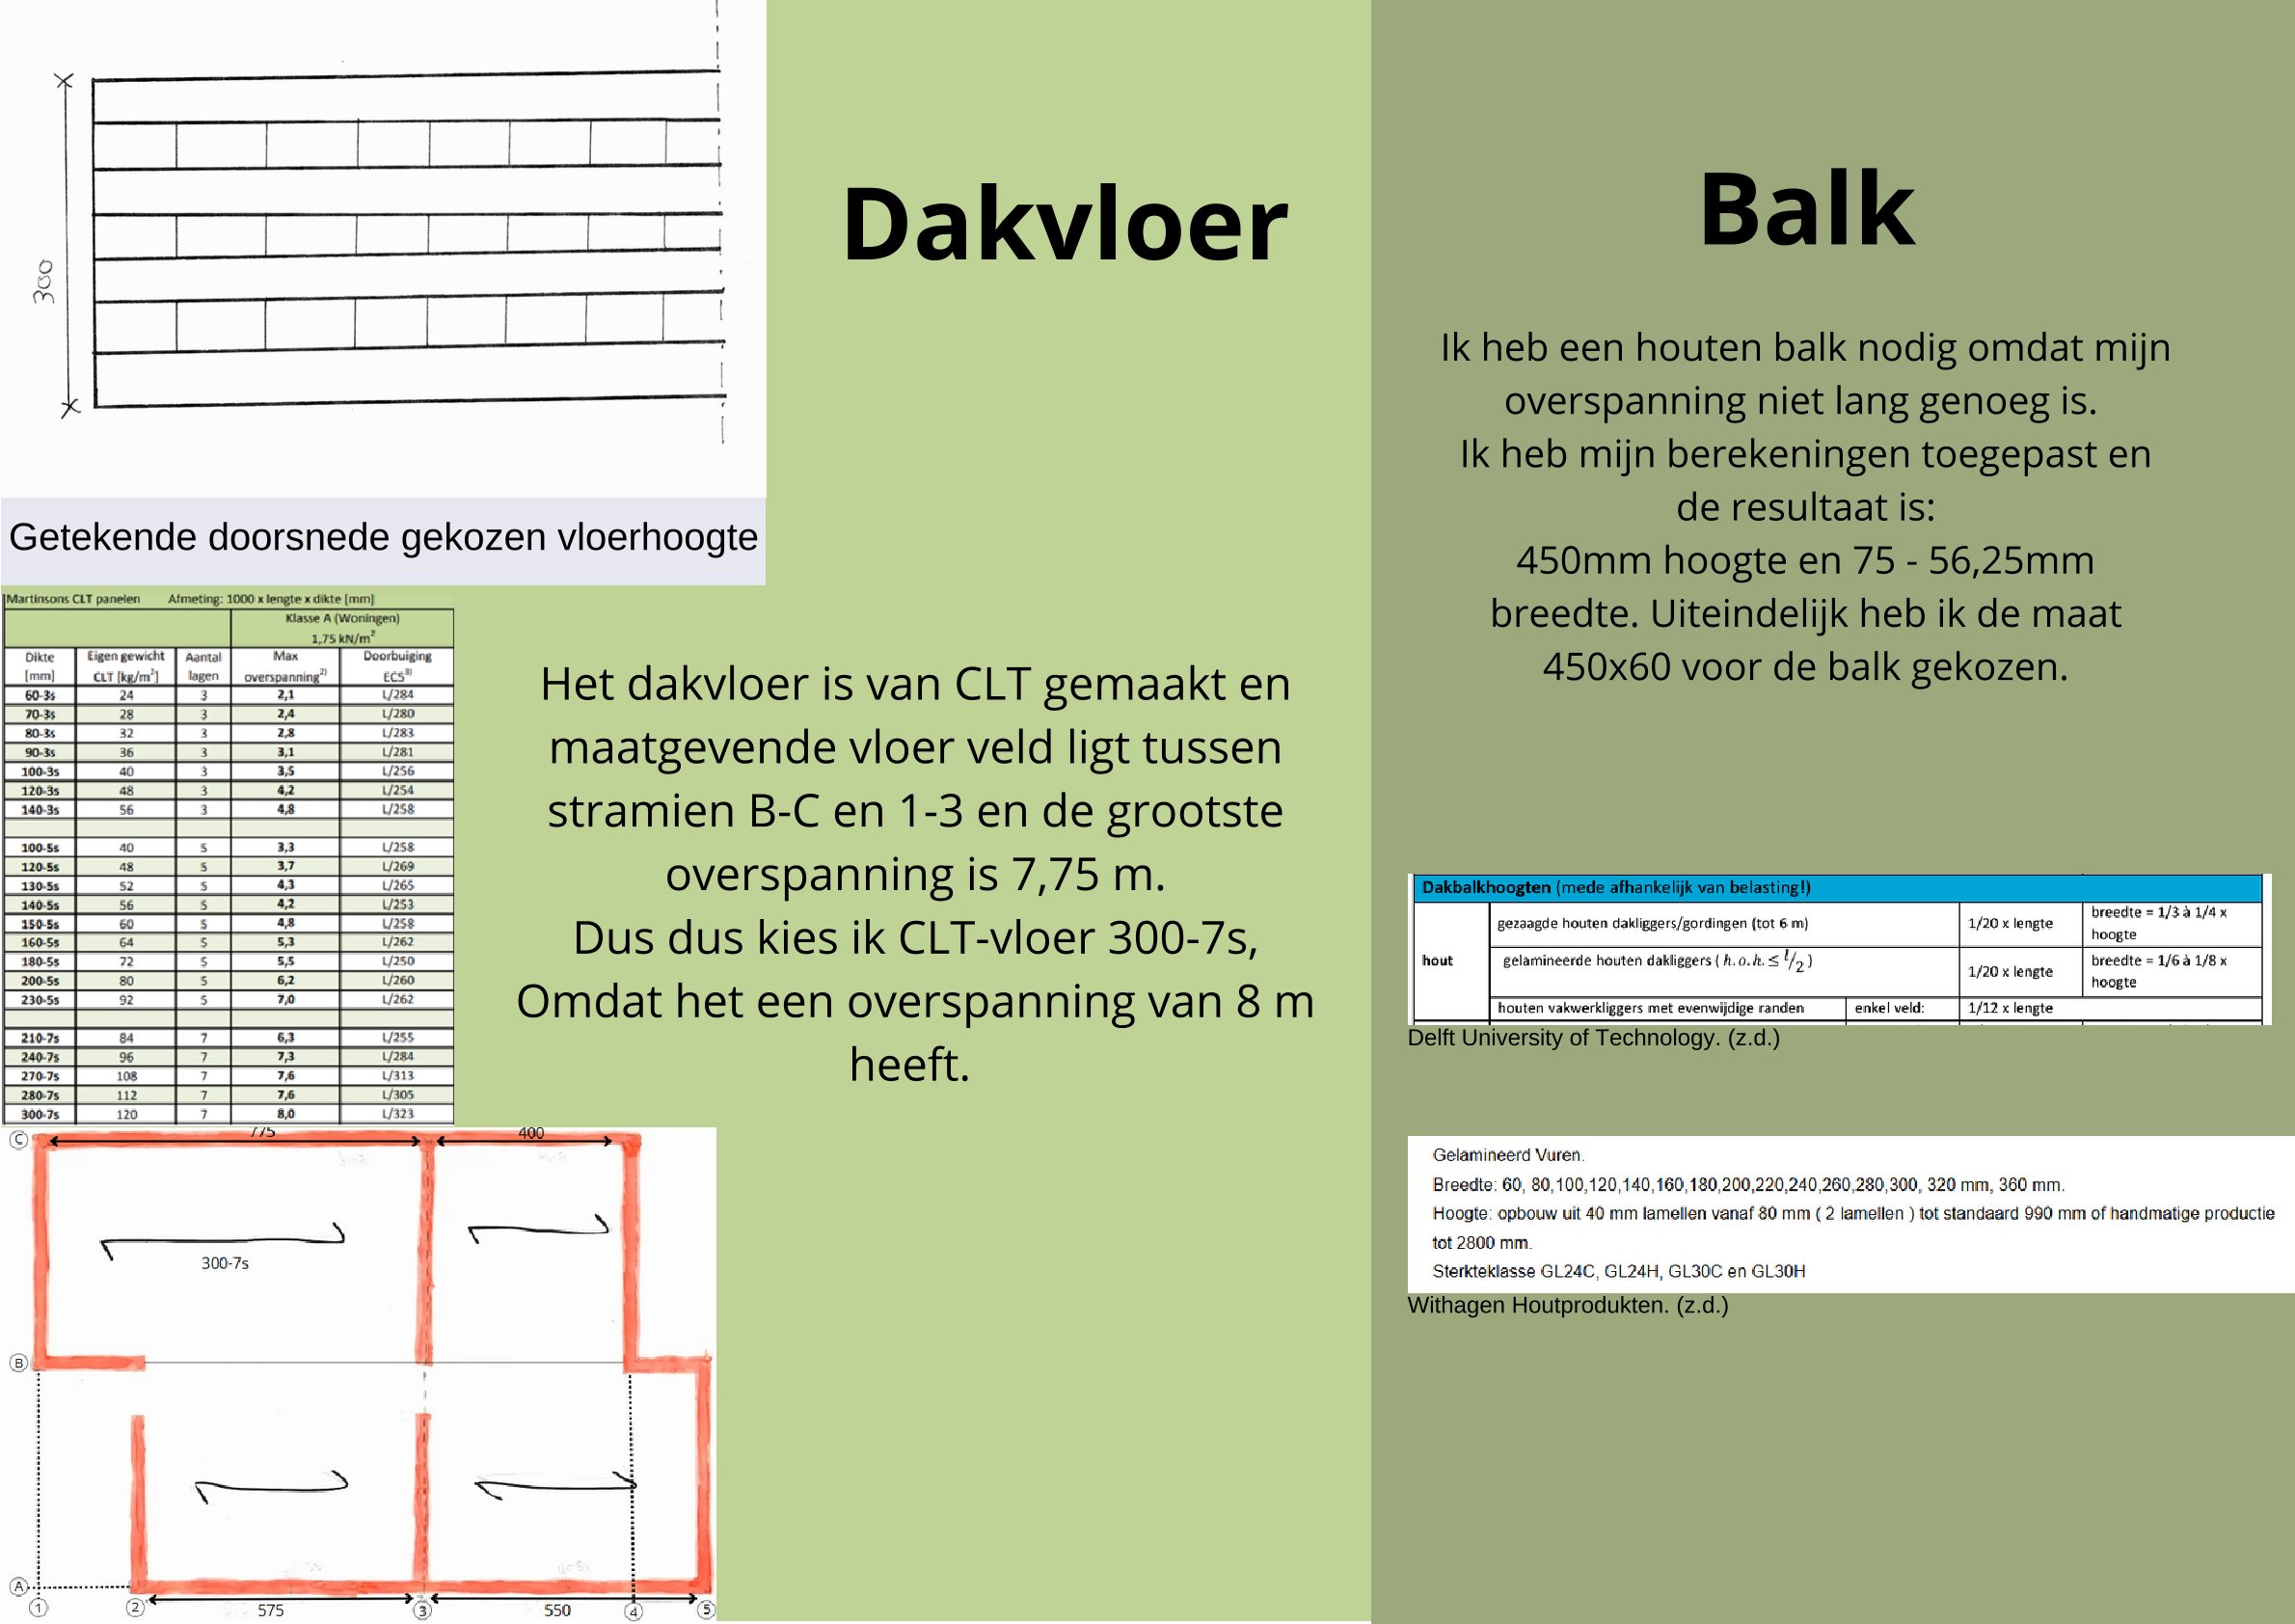 300
Getekende doorsnede gekozen vloerhoogte
Dakvloer
Martinsons CLT panelen Afmeting: 1000 x lengte x dikte [mm]
Klasse A (Woningen)
1,75 kN/m²
Dikte Eigen gewicht Aantal Max Doorbuiging
[mm] CLT [kg/m²] lagen overspanning²⁾ EC5³⁾
60-3s 24 3 2,1 L/284
70-3s 28 3 2,4 L/280
80-3s 32 3 2,8 L/283
90-3s 36 3 3,1 L/281
100-3s 40 3 3,5 L/256
120-3s 48 3 4,2 L/254
140-3s 56 3 4,8 L/258
100-5s 40 5 3,3 L/258
120-5s 48 5 3,7 L/269
130-5s 52 5 4,3 L/265
140-5s 56 5 4,2 L/253
150-5s 60 5 4,8 L/258
160-5s 64 5 5,3 L/262
180-5s 72 5 5,5 L/250
200-5s 80 5 6,2 L/260
230-5s 92 5 7,0 L/262
210-7s 84 7 6,3 L/255
240-7s 96 7 7,3 L/284
270-7s 108 7 7,6 L/313
280-7s 112 7 7,6 L/305
300-7s 120 7 8,0 L/323
Het dakvloer is van CLT gemaakt en
maatgevende vloer veld ligt tussen
stramien B-C en 1-3 en de grootste
overspanning is 7,75 m.
Dus dus kies ik CLT-vloer 300-7s,
Omdat het een overspanning van 8 m
heeft.
C 775 400
300-7s
B
A
1 2 575 3 550 4 5
Balk
Ik heb een houten balk nodig omdat mijn
overspanning niet lang genoeg is.
Ik heb mijn berekeningen toegepast en
de resultaat is:
450mm hoogte en 75 - 56,25mm
breedte. Uiteindelijk heb ik de maat
450x60 voor de balk gekozen.
Dakbalkhoogten (mede afhankelijk van belasting!)
hout
gezaagde houten dakliggers/gordingen (tot 6 m) 1/20 x lengte breedte = 1/3 à 1/4 x
hoogte
gelamineerde houten dakliggers ( h.o.h. ≤ l/2 ) 1/20 x lengte breedte = 1/6 à 1/8 x
hoogte
houten vakwerkliggers met evenwijdige randen enkel veld: 1/12 x lengte
Delft University of Technology. (z.d.)
Gelamineerd Vuren.
Breedte: 60, 80,100,120,140,160,180,200,220,240,260,280,300, 320 mm, 360 mm.
Hoogte: opbouw uit 40 mm lamellen vanaf 80 mm ( 2 lamellen ) tot standaard 990 mm of handmatige productie
tot 2800 mm.
Sterkteklasse GL24C, GL24H, GL30C en GL30H
Withagen Houtprodukten. (z.d.)